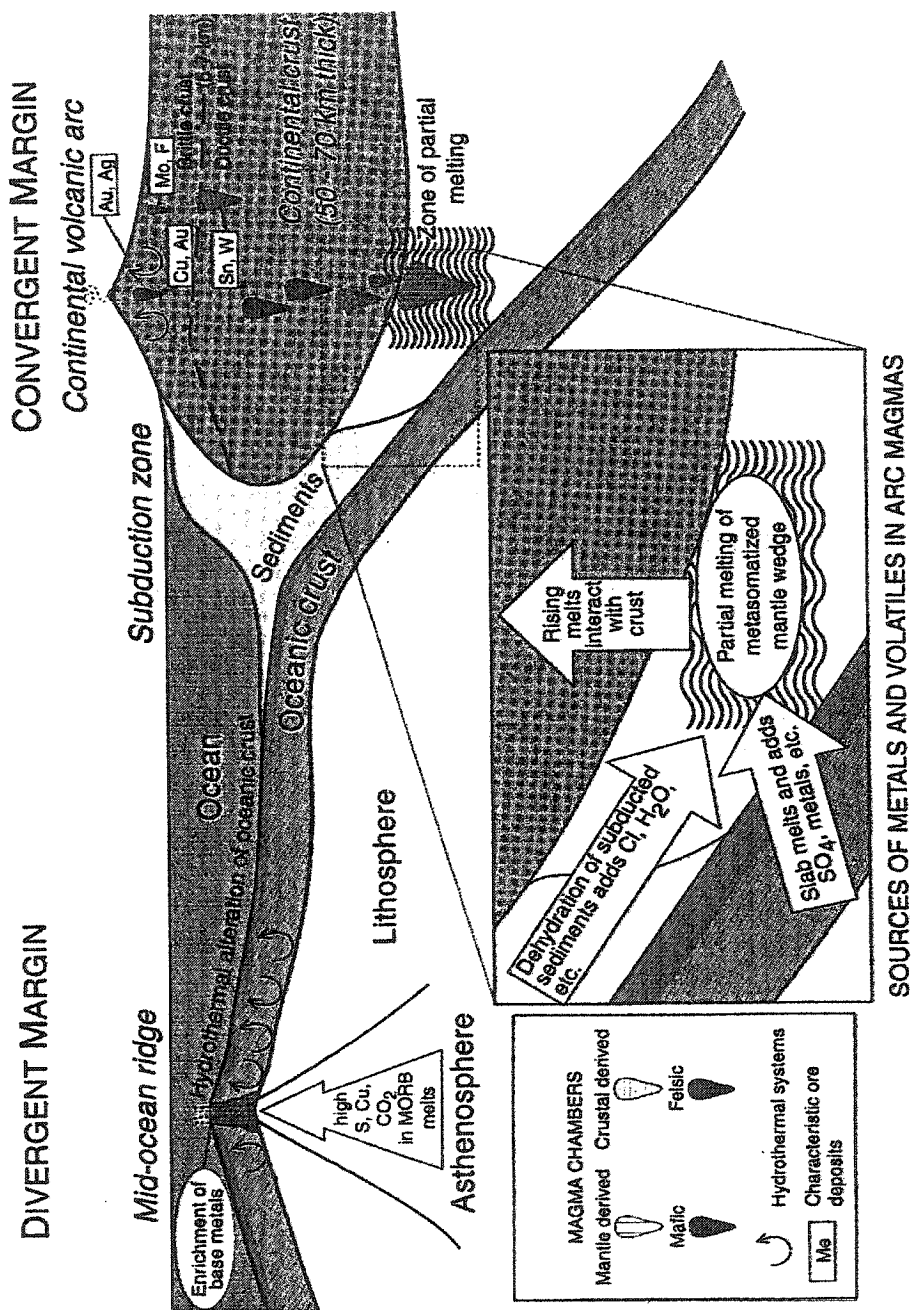 DIVERGENT MARGIN
CONVERGENT MARGIN
Mid-ocean ridge
Subduction zone
Continental volcanic arc
Enrichment of
base metals
Hydrothermal alteration of oceanic crust
Ocean
Sediments
Oceanic crust
Au, Ag
Cu, Au
Mo, F
Sn, W
Brittle crust
Ductile crust
Continental crust
(50 - 70 km thick)
Zone of partial
melting
high
S, Cu,
CO2
in MORB
melts
Lithosphere
Asthenosphere
MAGMA CHAMBERS
Mantle derived Crustal derived
Mafic Felsic
Hydrothermal systems
Me
Characteristic ore
deposits
Dehydration of subducted
sediments adds Cl, H2O,
etc.
Rising
melts
interact
with
crust
Partial melting of
metasomatized
mantle wedge
Slab melts and adds
SO4, metals, etc.
SOURCES OF METALS AND VOLATILES IN ARC MAGMAS